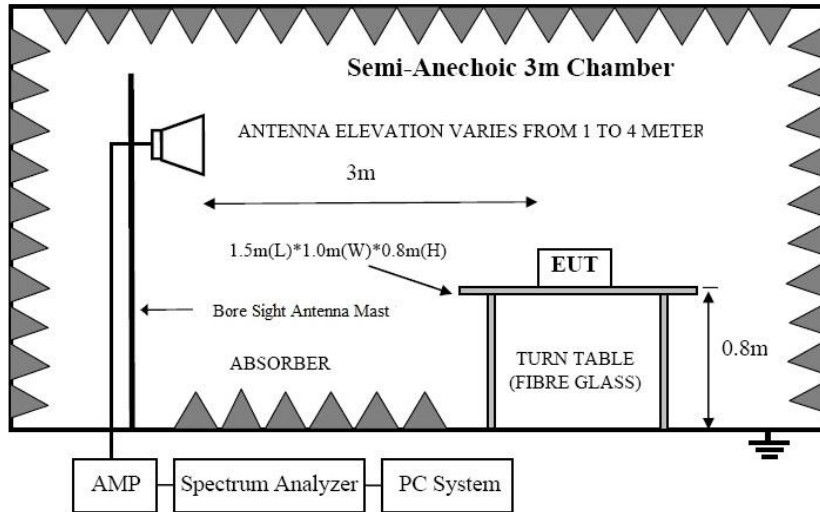 Semi-Anechoic 3m Chamber
ANTENNA ELEVATION VARIES FROM 1 TO 4 METER
3m
1.5m(L)*1.0m(W)*0.8m(H)
EUT
Bore Sight Antenna Mast
0.8m
ABSORBER
TURN TABLE
(FIBRE GLASS)
AMP
Spectrum Analyzer
PC System